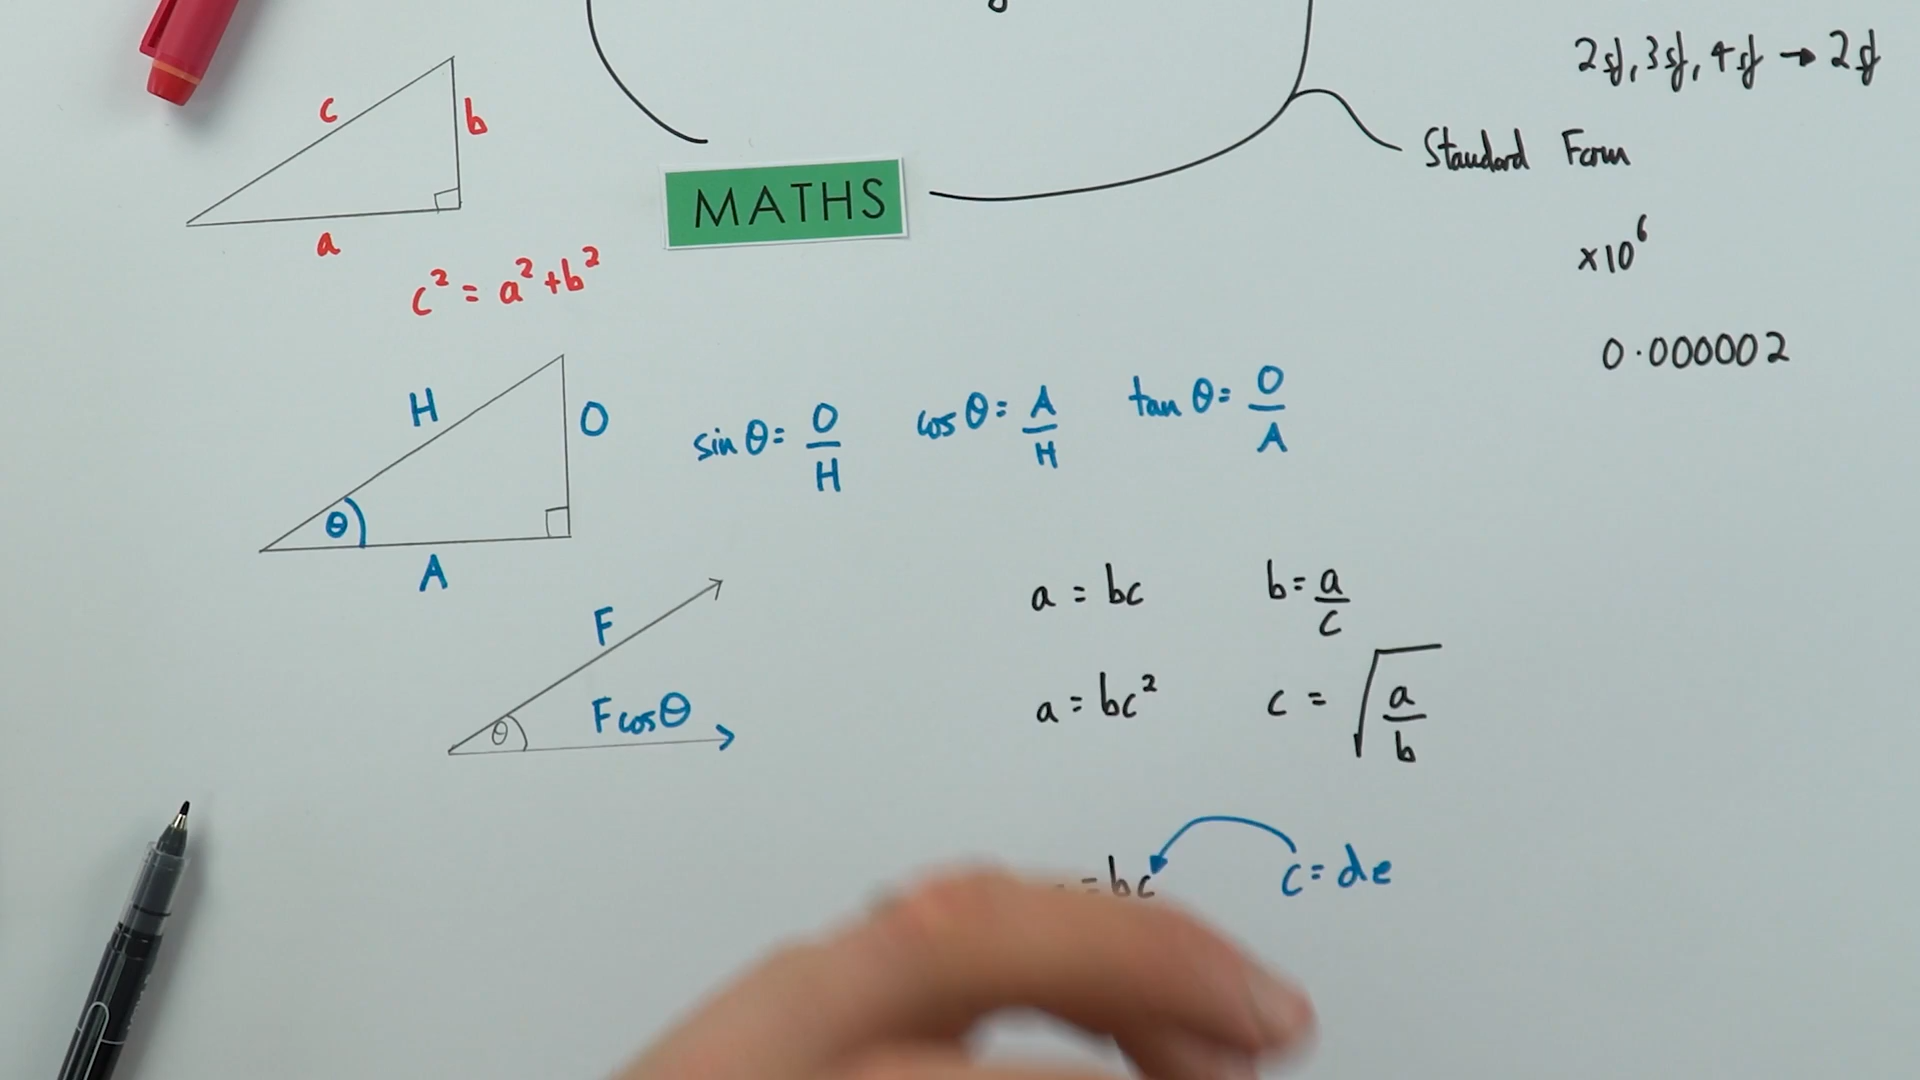 2sf, 3sf, 4sf → 2sf
Standard Form
×10⁶
0·000002
MATHS
c
b
a
c² = a² + b²
H
O
θ
A
sin θ = O/H
cos θ = A/H
tan θ = O/A
F
θ
F cos θ
a = bc
b = a/c
a = bc²
c = √(a/b)
= bc
c = de